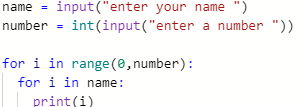 name = input("enter your name ")
number = int(input("enter a number "))

for i in range(0,number):
  for i in name:
    print(i)